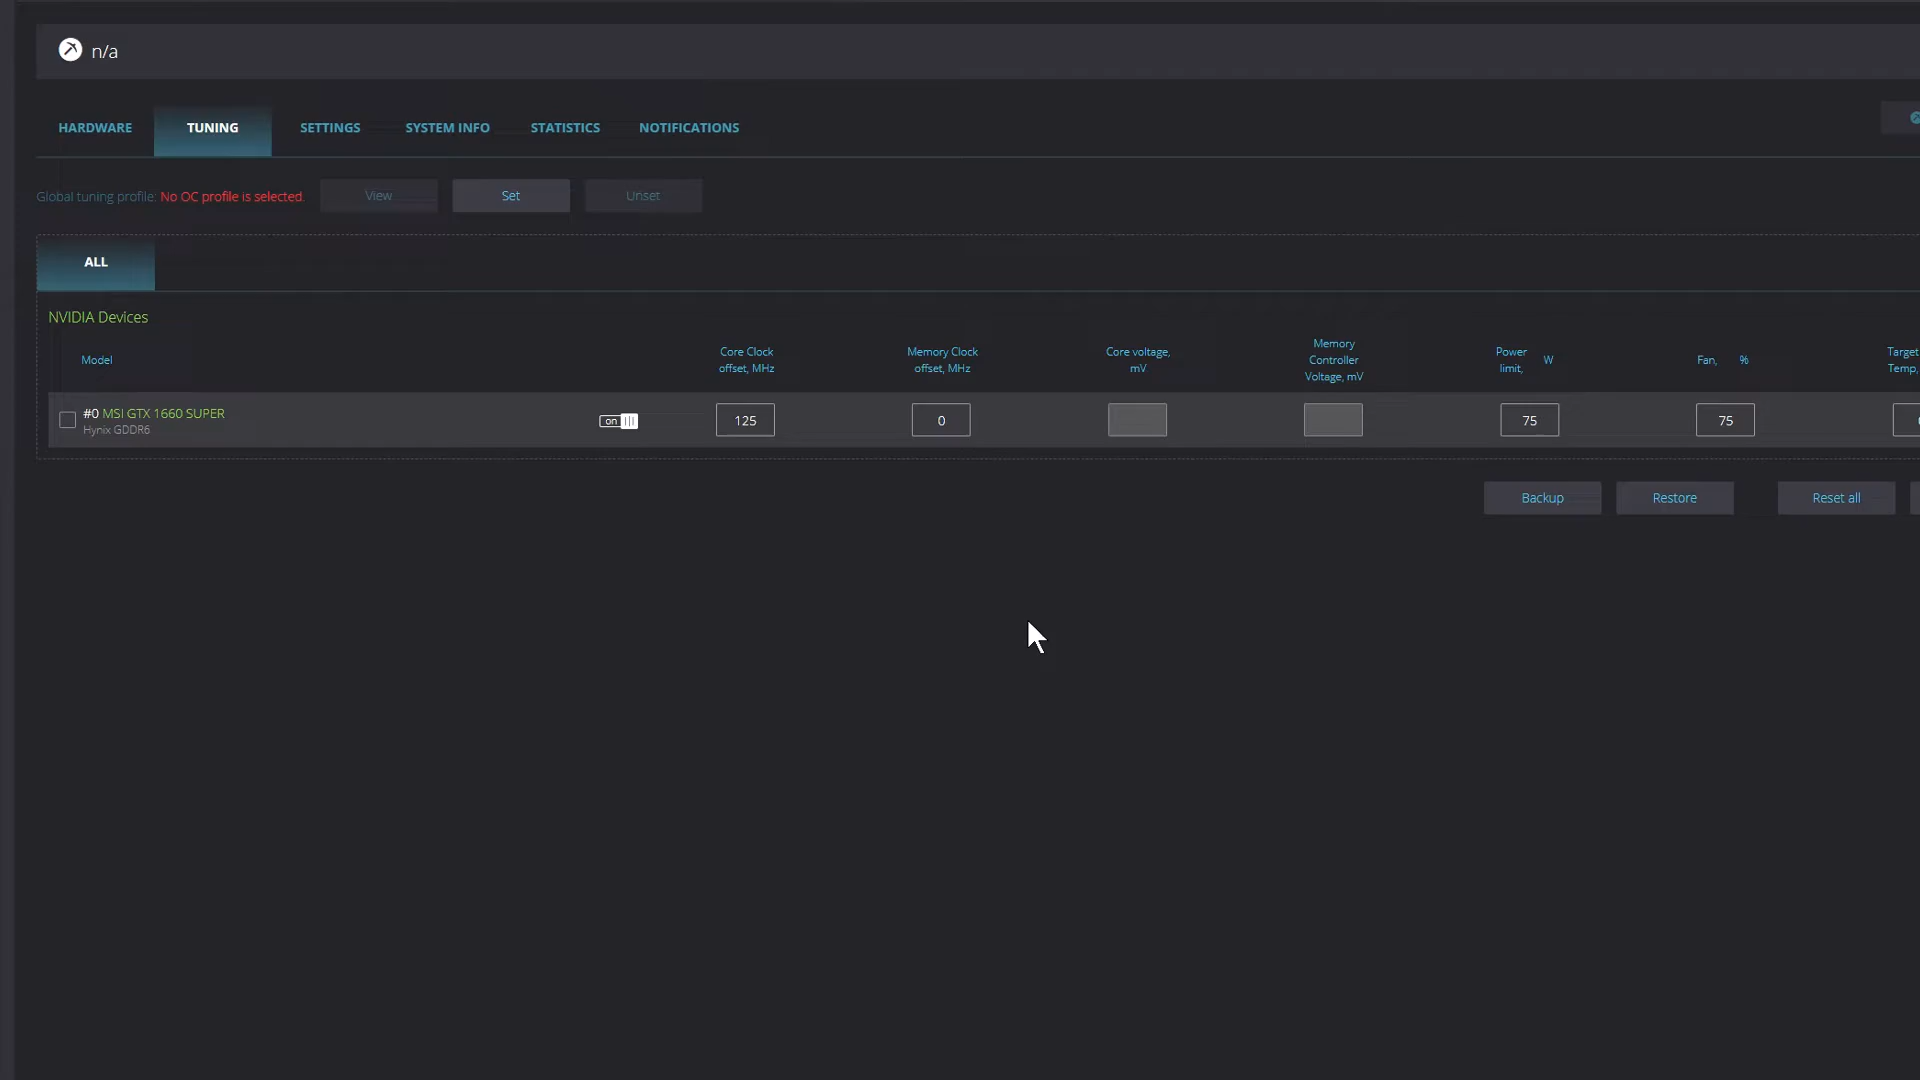 n/a
HARDWARE TUNING SETTINGS SYSTEM INFO STATISTICS NOTIFICATIONS
Global tuning profile: No OC profile is selected. View Set Unset
ALL
NVIDIA Devices
Model
Core Clock
offset, MHz
Memory Clock
offset, MHz
Core voltage,
mV
Memory
Controller
Voltage, mV
Power
limit,
W
Fan, %
Target
Temp,
#0 MSI GTX 1660 SUPER
Hynix GDDR6
on
125
0
75
75
Backup Restore Reset all